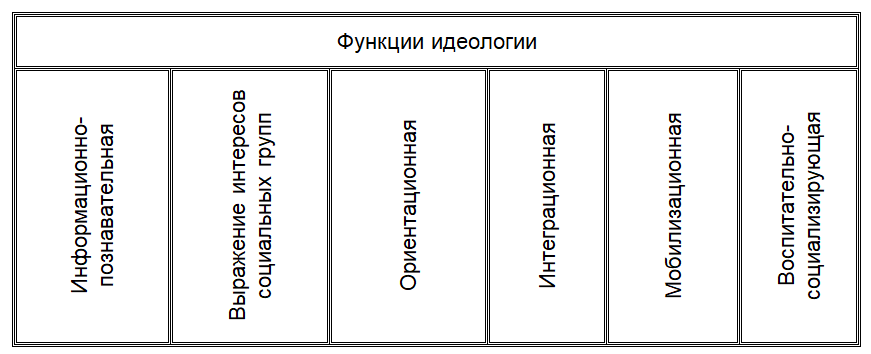 Функции идеологии
Информационно-
познавательная
Выражение интересов
социальных групп
Ориентационная
Интеграционная
Мобилизационная
Воспитательно-
социализирующая